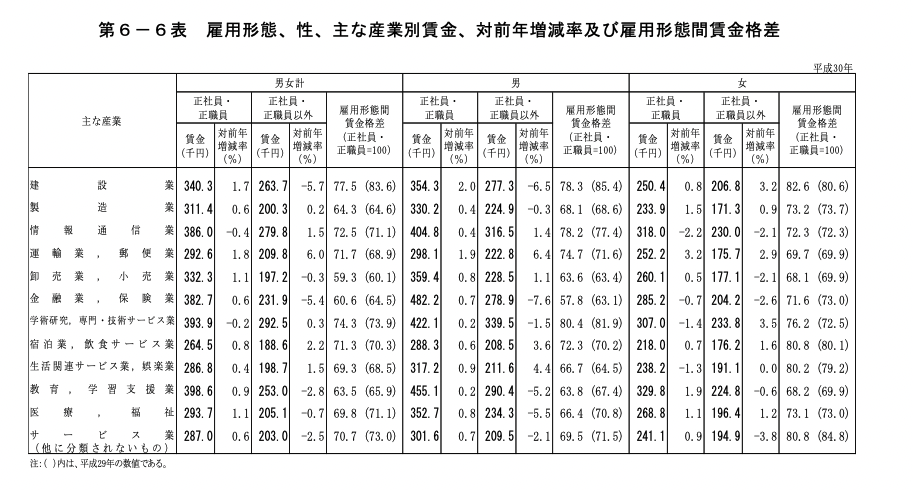 第６－６表　雇用形態、性、主な産業別賃金、対前年増減率及び雇用形態間賃金格差
平成30年
主な産業 男女計 男 女
正社員・正職員 正社員・正職員以外 雇用形態間賃金格差(正社員・正職員=100) 正社員・正職員 正社員・正職員以外 雇用形態間賃金格差(正社員・正職員=100) 正社員・正職員 正社員・正職員以外 雇用形態間賃金格差(正社員・正職員=100)
賃金(千円) 対前年増減率(%) 賃金(千円) 対前年増減率(%) 賃金(千円) 対前年増減率(%) 賃金(千円) 対前年増減率(%) 賃金(千円) 対前年増減率(%) 賃金(千円) 対前年増減率(%)
建設業 340.3 1.7 263.7 -5.7 77.5 (83.6) 354.3 2.0 277.3 -6.5 78.3 (85.4) 250.4 0.8 206.8 3.2 82.6 (80.6)
製造業 311.4 0.6 200.3 0.2 64.3 (64.6) 330.2 0.4 224.9 -0.3 68.1 (68.6) 233.9 1.5 171.3 0.9 73.2 (73.7)
情報通信業 386.0 -0.4 279.8 1.5 72.5 (71.1) 404.8 0.4 316.5 1.4 78.2 (77.4) 318.0 -2.2 230.0 -2.1 72.3 (72.3)
運輸業，郵便業 292.6 1.8 209.8 6.0 71.7 (68.9) 298.1 1.9 222.8 6.4 74.7 (71.6) 252.2 3.2 175.7 2.9 69.7 (69.9)
卸売業，小売業 332.3 1.1 197.2 -0.3 59.3 (60.1) 359.4 0.8 228.5 1.1 63.6 (63.4) 260.1 0.5 177.1 -2.1 68.1 (69.9)
金融業，保険業 382.7 0.6 231.9 -5.4 60.6 (64.5) 482.2 0.7 278.9 -7.6 57.8 (63.1) 285.2 -0.7 204.2 -2.6 71.6 (73.0)
学術研究，専門・技術サービス業 393.9 -0.2 292.5 0.3 74.3 (73.9) 422.1 0.2 339.5 -1.5 80.4 (81.9) 307.0 -1.4 233.8 3.5 76.2 (72.5)
宿泊業，飲食サービス業 264.5 0.8 188.6 2.2 71.3 (70.3) 288.3 0.6 208.5 3.6 72.3 (70.2) 218.0 0.7 176.2 1.6 80.8 (80.1)
生活関連サービス業，娯楽業 286.8 0.4 198.7 1.5 69.3 (68.5) 317.2 0.9 211.6 4.4 66.7 (64.5) 238.2 -1.3 191.1 0.0 80.2 (79.2)
教育，学習支援業 398.6 0.9 253.0 -2.8 63.5 (65.9) 455.1 0.2 290.4 -5.2 63.8 (67.4) 329.8 1.9 224.8 -0.6 68.2 (69.9)
医療，福祉 293.7 1.1 205.1 -0.7 69.8 (71.1) 352.7 0.8 234.3 -5.5 66.4 (70.8) 268.8 1.1 196.4 1.2 73.1 (73.0)
サービス業 287.0 0.6 203.0 -2.5 70.7 (73.0) 301.6 0.7 209.5 -2.1 69.5 (71.5) 241.1 0.9 194.9 -3.8 80.8 (84.8)
(他に分類されないもの)
注:( )内は、平成29年の数値である。